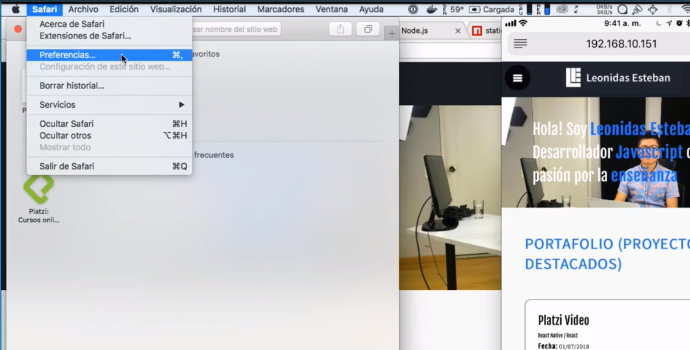 Safari Archivo Edición Visualización Historial Marcadores Ventana Ayuda 59° Cargada
Acerca de Safari
Extensiones de Safari...
Preferencias... ⌘,
Configuración de este sitio web...
Borrar historial...
Servicios
Ocultar Safari ⌘H
Ocultar otros ⌥⌘H
Mostrar todo
Salir de Safari ⌘Q
nombre del sitio web
frecuentes
Platzi:
Cursos onli...
Node.js
9:41 a. m.
192.168.10.151
Leonidas Esteban
Hola! Soy Leonidas Esteba
Desarrollador Javascript
pasión por la enseñanza
PORTAFOLIO (PROYECTO
DESTACADOS)
Platzi Video
React Native / React
Fecha: 01/07/2018